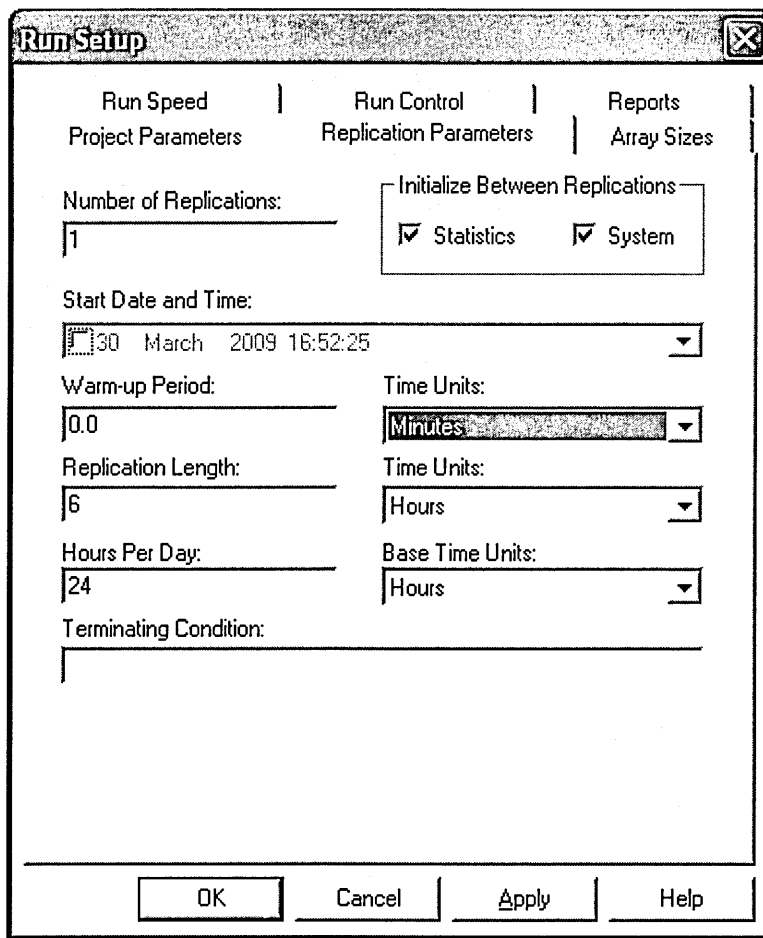 Run Setup
Run Speed
Run Control
Reports
Project Parameters
Replication Parameters
Array Sizes
Number of Replications:
1
Initialize Between Replications
Statistics
System
Start Date and Time:
30 March 2009 16:52:25
Warm-up Period:
Time Units:
0.0
Minutes
Replication Length:
Time Units:
6
Hours
Hours Per Day:
Base Time Units:
24
Hours
Terminating Condition:
OK
Cancel
Apply
Help